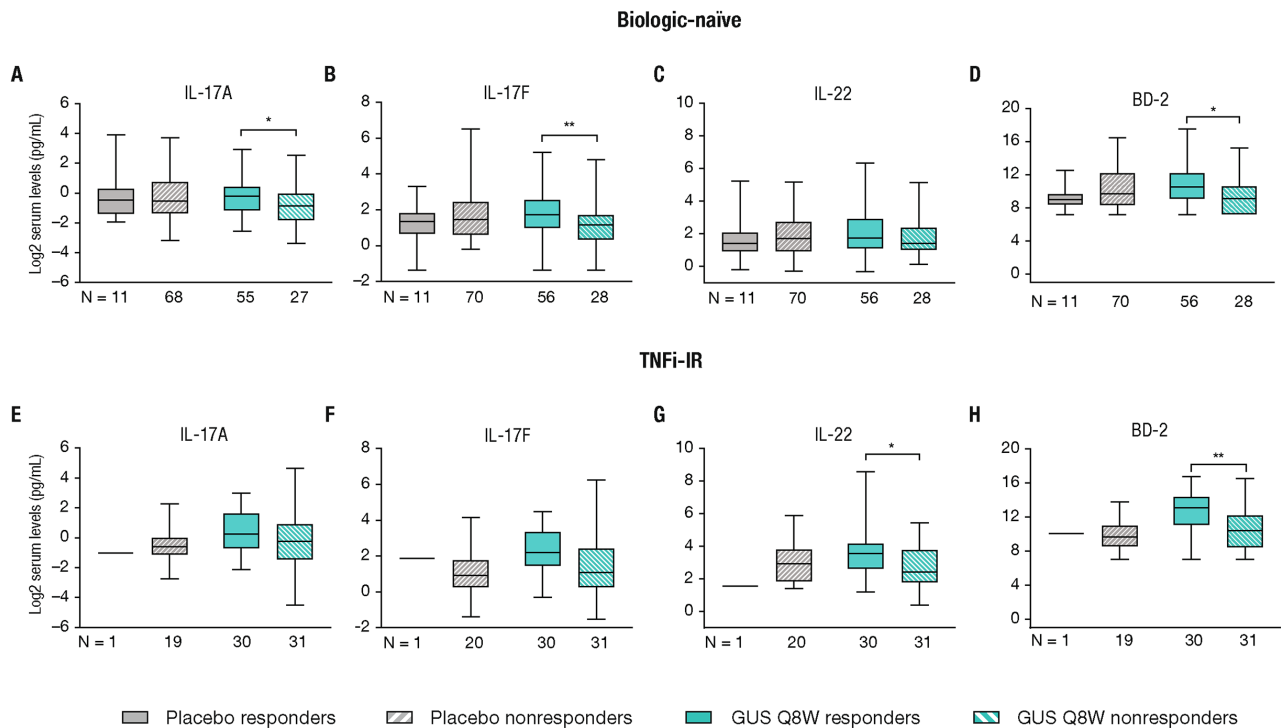 Biologic-naïve
A
IL-17A
Log2 serum levels (pg/mL)
6
4
2
0
−2
−4
−6
*
N = 11 68 55 27
B
IL-17F
8
6
4
2
0
−2
**
N = 11 70 56 28
C
IL-22
10
8
6
4
2
0
N = 11 70 56 28
D
BD-2
20
16
12
8
4
0
*
N = 11 70 56 28
TNFi-IR
E
IL-17A
Log2 serum levels (pg/mL)
6
4
2
0
−2
−4
−6
N = 1 19 30 31
F
IL-17F
8
6
4
2
0
-2
N = 1 20 30 31
G
IL-22
10
8
6
4
2
0
*
N = 1 20 30 31
H
BD-2
20
16
12
8
4
0
**
N = 1 19 30 31
Placebo responders Placebo nonresponders GUS Q8W responders GUS Q8W nonresponders